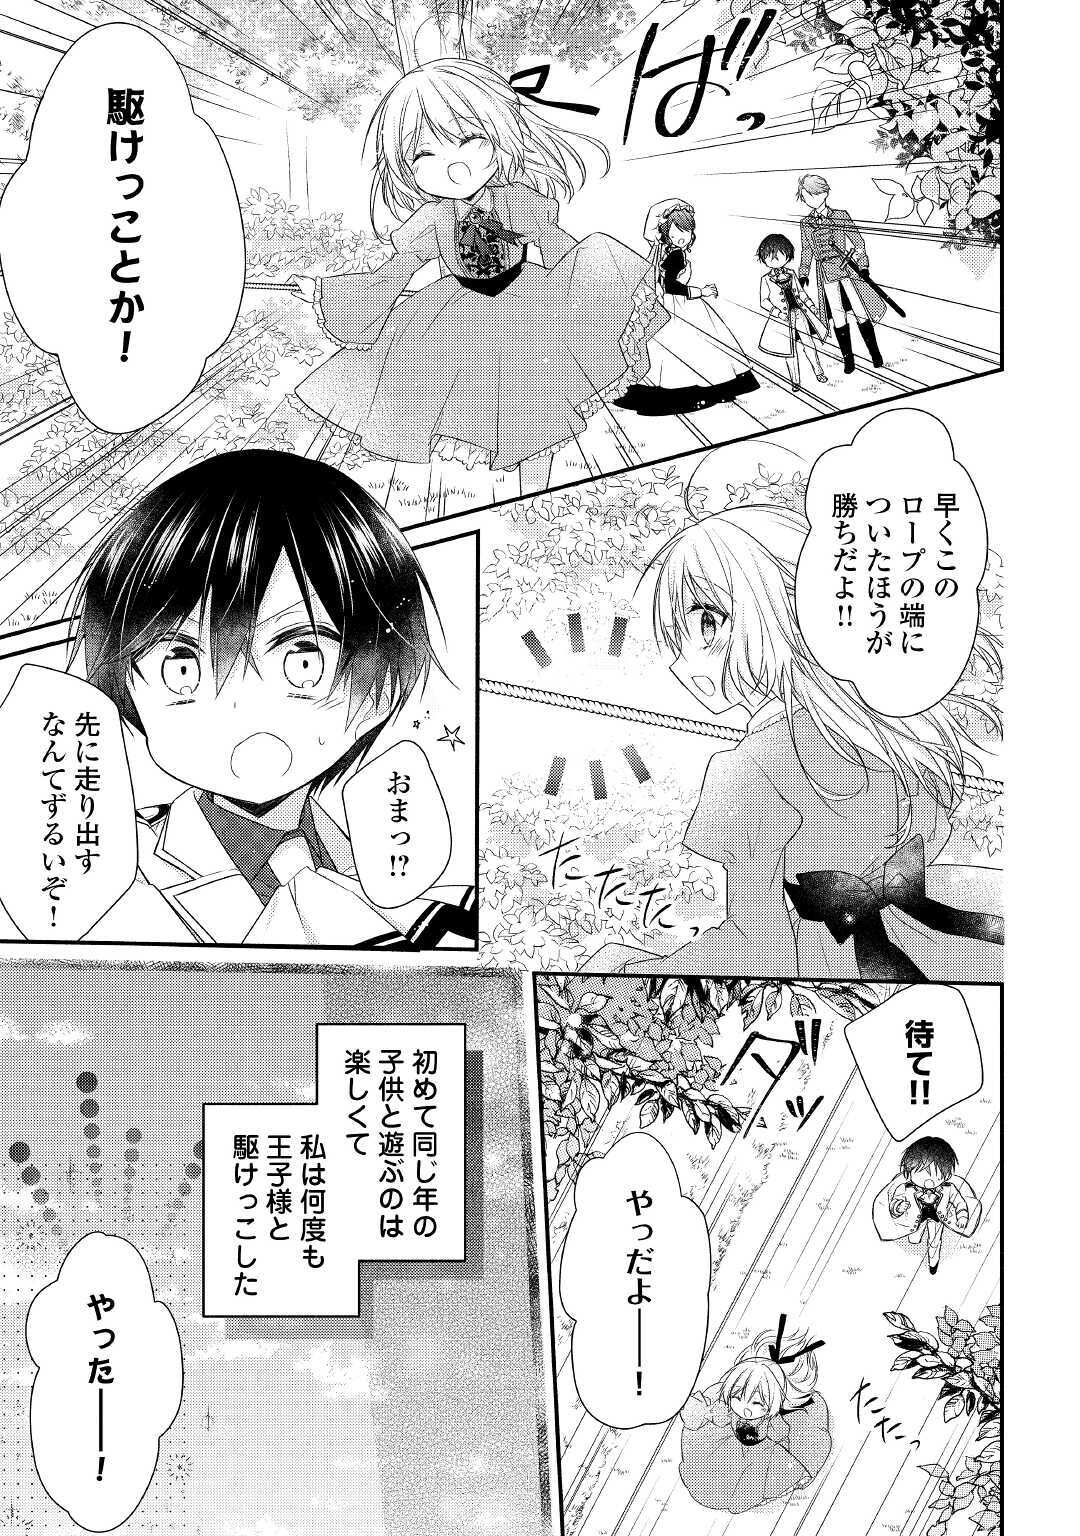 ばっ
駆けっことか！
早くこの
ロープの端に
ついたほうが
勝ちだよ!!
たたたたっ
おまっ!?
先に走り出す
なんてずるいぞ！
待て!!
やっだよ――！
たたたっ
初めて同じ年の
子供と遊ぶのは
楽しくて
私は何度も
王子様と
駆けっこした
やった――！